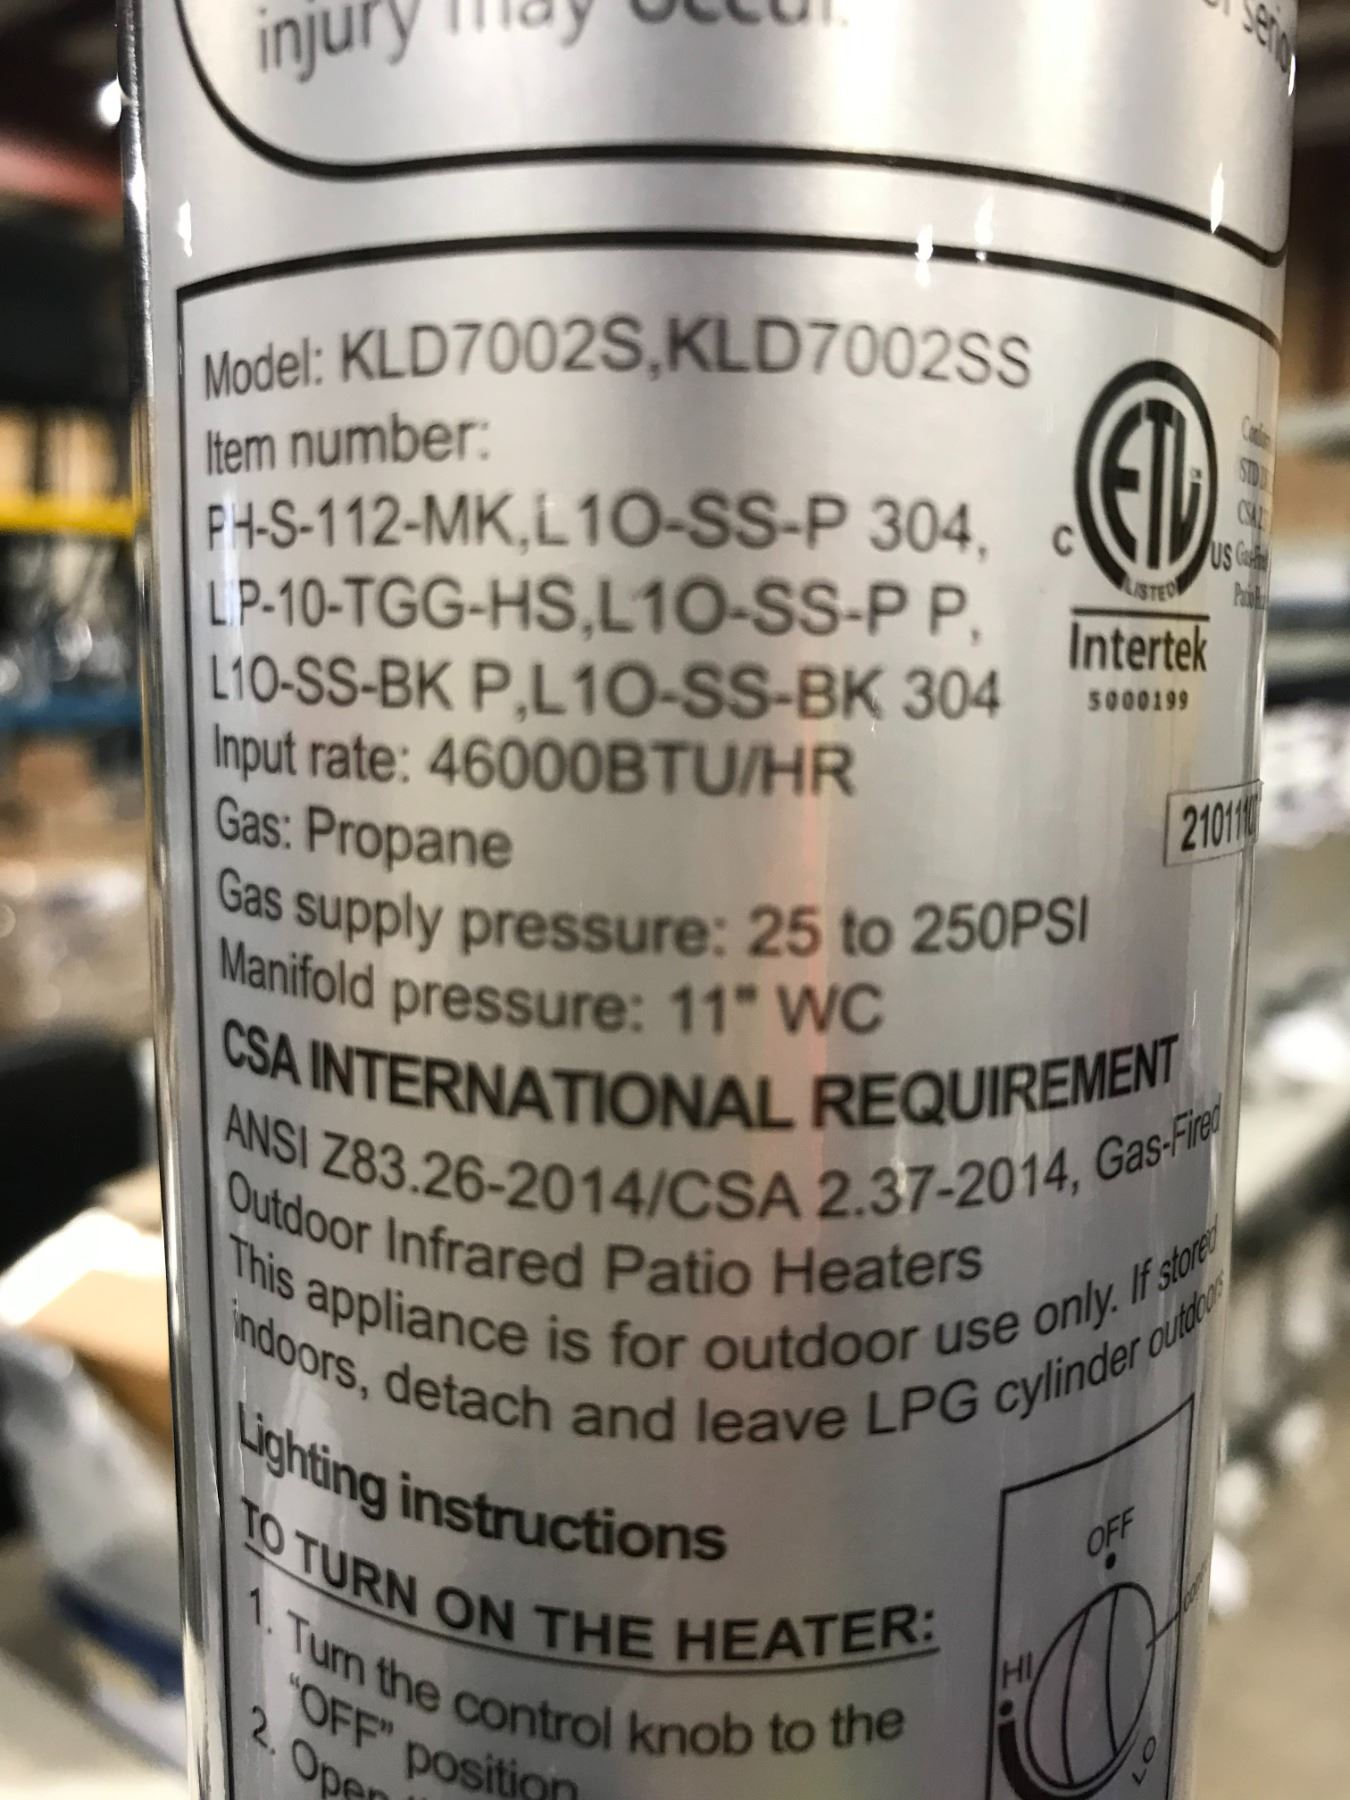 injury may occur.
Model: KLD7002S,KLD7002SS
Item number:
PH-S-112-MK,L1O-SS-P 304,
LIP-10-TGG-HS,L1O-SS-P P,
L1O-SS-BK P,L1O-SS-BK 304
Input rate: 46000BTU/HR
Gas: Propane
Gas supply pressure: 25 to 250PSI
Manifold pressure: 11" WC
CSA INTERNATIONAL REQUIREMENT
ANSI Z83.26-2014/CSA 2.37-2014, Gas-Fired
Outdoor Infrared Patio Heaters
This appliance is for outdoor use only. If stored
indoors, detach and leave LPG cylinder outdoors
C ETL US
CM
LISTED
Intertek
5000199
Lighting instructions
TO TURN ON THE HEATER:
1. Turn the control knob to the
"OFF" position
2. Open
OFF
HI
LO